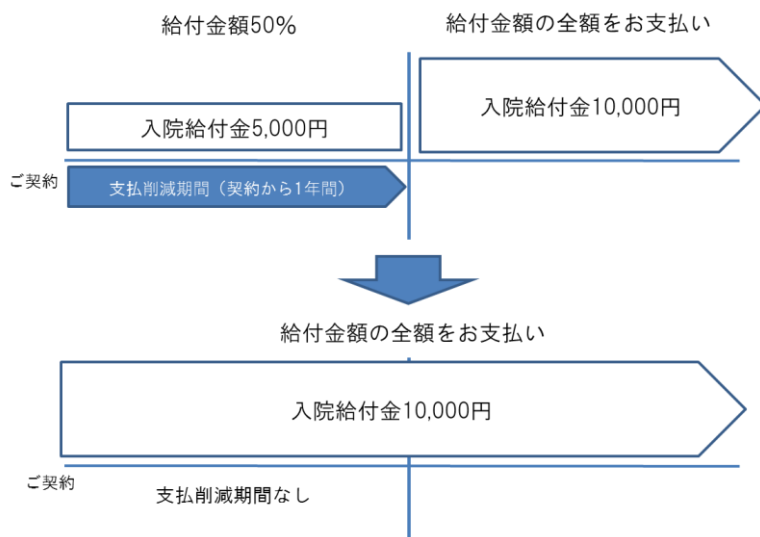 給付金額50%
給付金額の全額をお支払い
入院給付金5,000円
入院給付金10,000円
ご契約
支払削減期間（契約から1年間）
給付金額の全額をお支払い
入院給付金10,000円
ご契約
支払削減期間なし